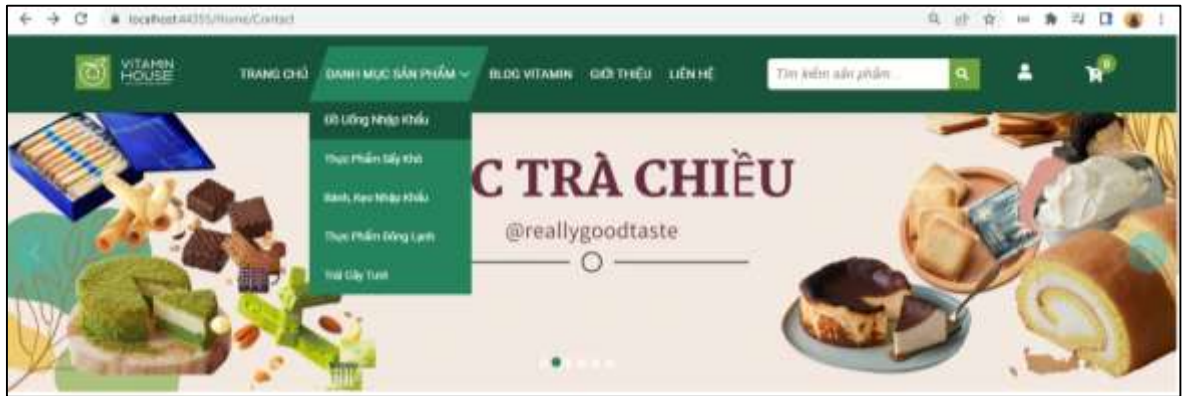 localhost:44355/Home/Contact
VITAMIN
HOUSE
TRANG CHỦ DANH MỤC SẢN PHẨM BLOG VITAMIN GIỚI THIỆU LIÊN HỆ Tìm kiếm sản phẩm... 0
Đồ Uống Nhập Khẩu
Thực Phẩm Sấy Khô
Bánh, Kẹo Nhập Khẩu
Thực Phẩm Đông Lạnh
Trái Cây Tươi
C TRÀ CHIỀU
@reallygoodtaste